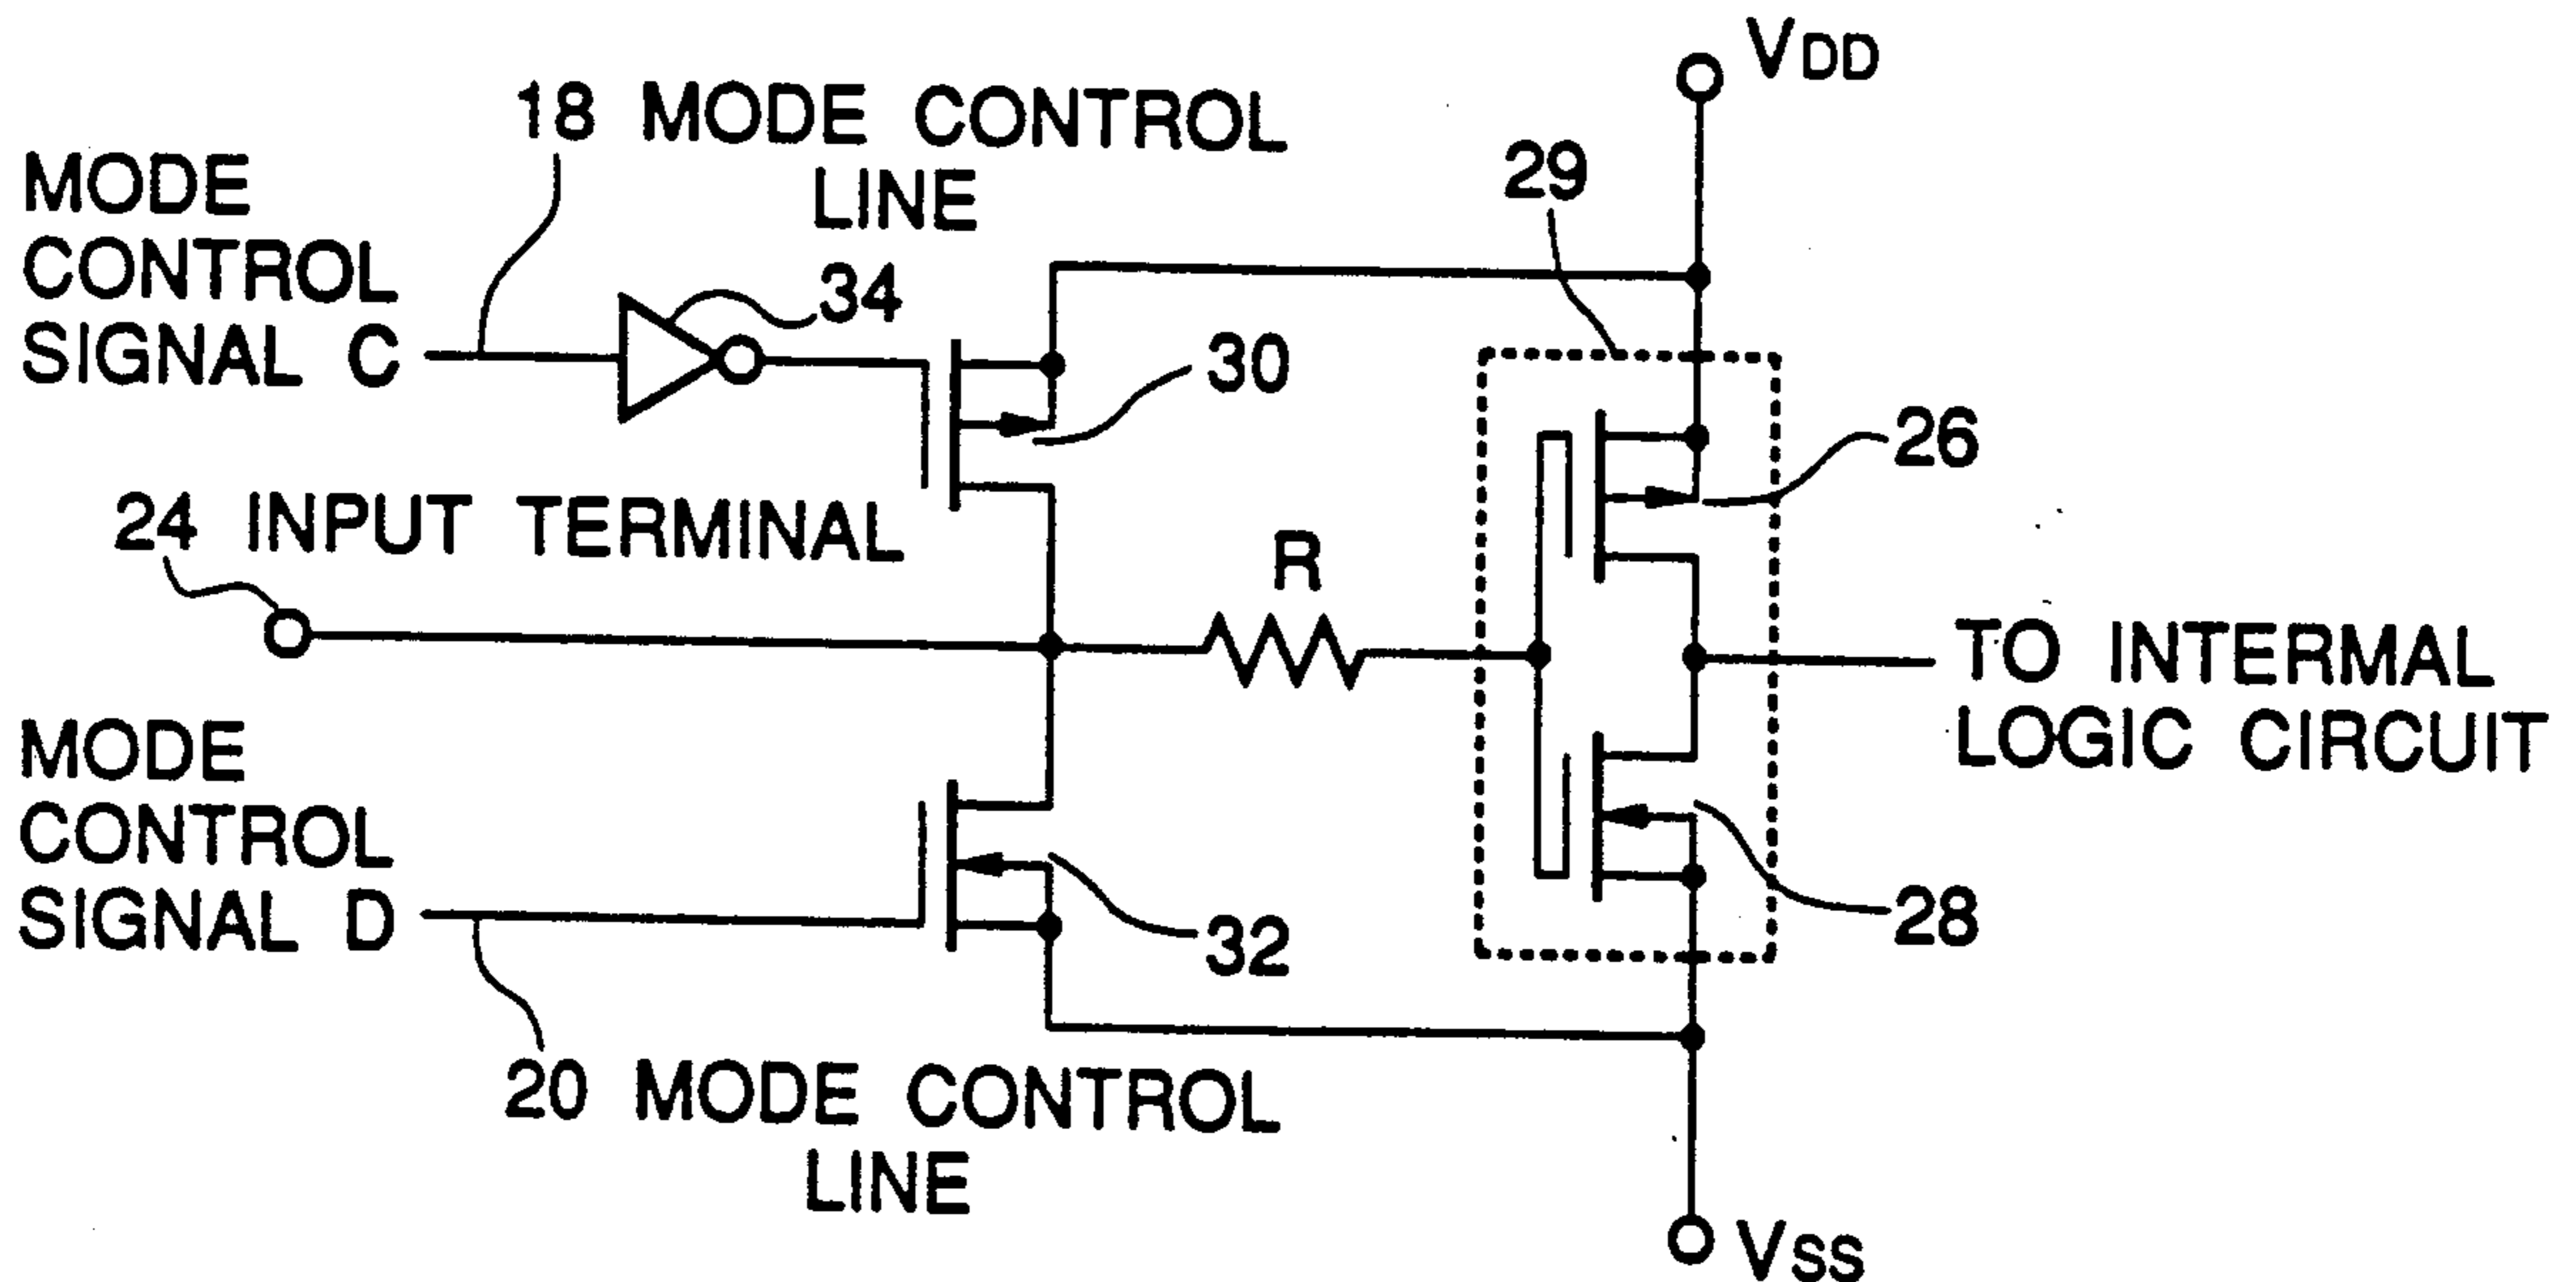 VDD
18 MODE CONTROL
LINE
29
MODE
CONTROL
SIGNAL C
34
30
26
24 INPUT TERMINAL
R
TO INTERMAL
LOGIC CIRCUIT
MODE
CONTROL
SIGNAL D
32
28
20 MODE CONTROL
LINE
VSS